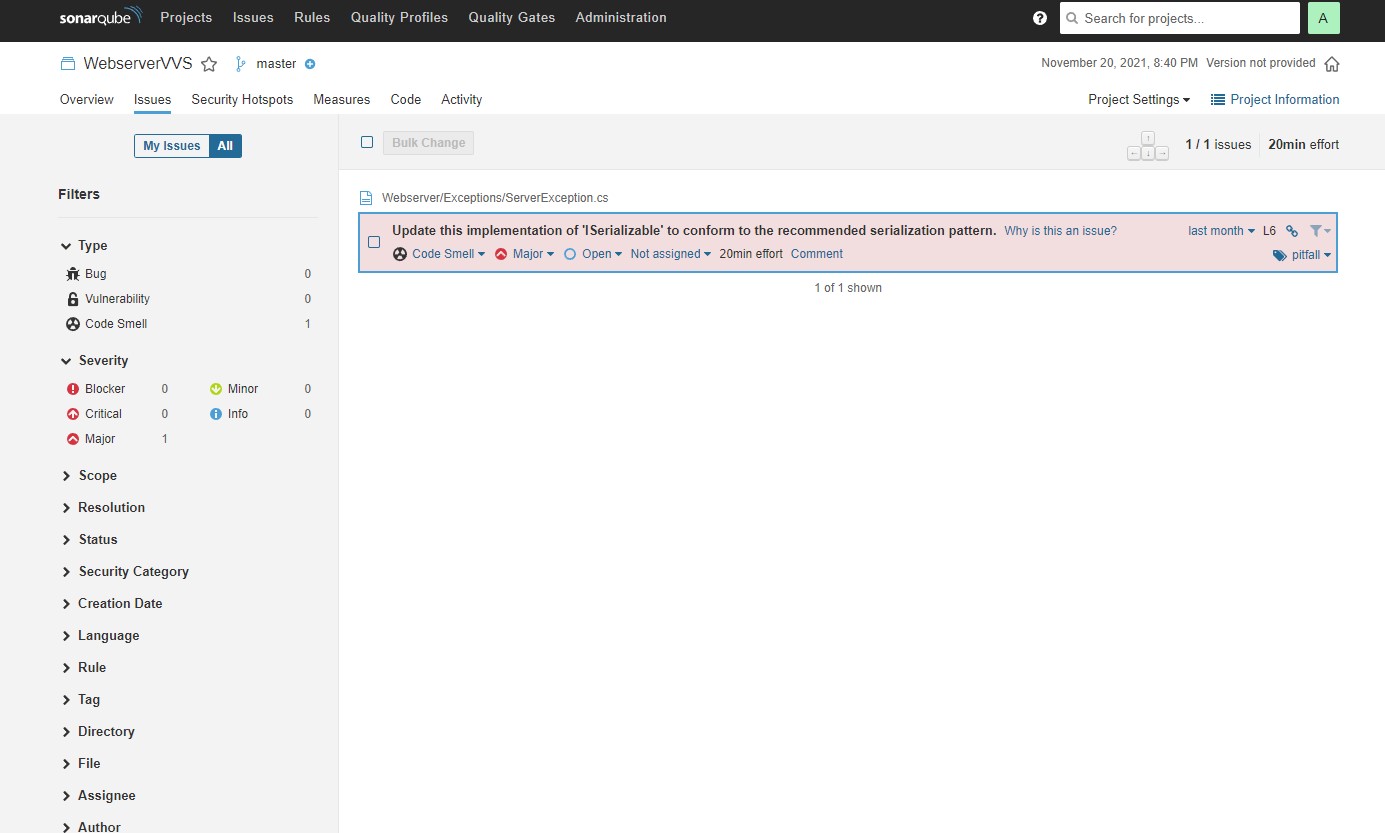 sonarqube Projects Issues Rules Quality Profiles Quality Gates Administration ? Search for projects... A
WebserverVVS master November 20, 2021, 8:40 PM Version not provided
Overview Issues Security Hotspots Measures Code Activity Project Settings Project Information
My Issues All
Bulk Change 1 / 1 issues 20min effort
Filters
Webserver/Exceptions/ServerException.cs
Update this implementation of 'ISerializable' to conform to the recommended serialization pattern. Why is this an issue? last month L6
Code Smell Major Open Not assigned 20min effort Comment pitfall
1 of 1 shown
Type
Bug 0
Vulnerability 0
Code Smell 1
Severity
Blocker 0 Minor 0
Critical 0 Info 0
Major 1
Scope
Resolution
Status
Security Category
Creation Date
Language
Rule
Tag
Directory
File
Assignee
Author